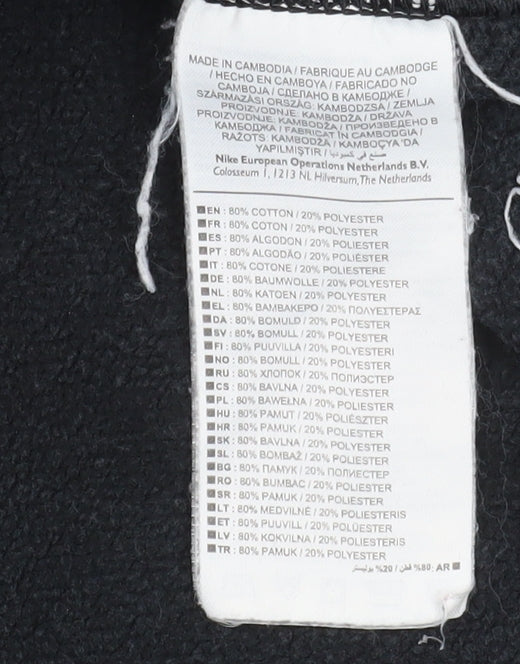 MADE IN CAMBODIA / FABRIQUE AU CAMBODGE
/ HECHO EN CAMBOYA / FABRICADO NO
CAMBOJA / СДЕЛАНО В КАМБОДЖЕ /
SZÁRMAZÁSI ORSZÁG: KAMBODZSA / ZEMLJA
PROIZVODNJE: KAMBODŽA / DRŽAVA
PROIZVODNJE: KAMBODŽA / ПРОИЗВЕДЕНО В
КАМБОДЖА / FABRICAT ÎN CAMBODGIA /
RAŽOTS: KAMBODŽĀ / KAMBOÇYA'DA
YAPILMIŞTIR / صنع في كمبوديا
Nike European Operations Netherlands B.V.
Colosseum 1, 1213 NL Hilversum, The Netherlands
EN : 80% COTTON / 20% POLYESTER
FR : 80% COTON / 20% POLYESTER
ES : 80% ALGODON / 20% POLIESTER
PT : 80% ALGODÃO / 20% POLIÉSTER
IT : 80% COTONE / 20% POLIESTERE
DE : 80% BAUMWOLLE / 20% POLYESTER
NL : 80% KATOEN / 20% POLYESTER
EL : 80% ΒΑΜΒΑΚΕΡΟ / 20% ΠΟΛΥΕΣΤΕΡΑΣ
DA : 80% BOMULD / 20% POLYESTER
SV : 80% BOMULL / 20% POLYESTER
FI : 80% PUUVILLA / 20% POLYESTERI
NO : 80% BOMULL / 20% POLYESTER
RU : 80% ХЛОПОК / 20% ПОЛИЭСТЕР
CS : 80% BAVLNA / 20% POLYESTER
PL : 80% BAWEŁNA / 20% POLIESTER
HU : 80% PAMUT / 20% POLIÉSZTER
HR : 80% PAMUK / 20% POLIESTER
SK : 80% BAVLNA / 20% POLYESTER
SL : 80% BOMBAŽ / 20% POLIESTER
BG : 80% ПАМУК / 20% ПОЛИЕСТЕР
RO : 80% BUMBAC / 20% POLIESTER
SR : 80% PAMUK / 20% POLIESTER
LT : 80% MEDVILNĖ / 20% POLIESTERIS
ET : 80% PUUVILL / 20% POLÜESTER
LV : 80% KOKVILNA / 20% POLIESTERIS
TR : 80% PAMUK / 20% POLYESTER
AR :80% قطن / 20% بوليستر